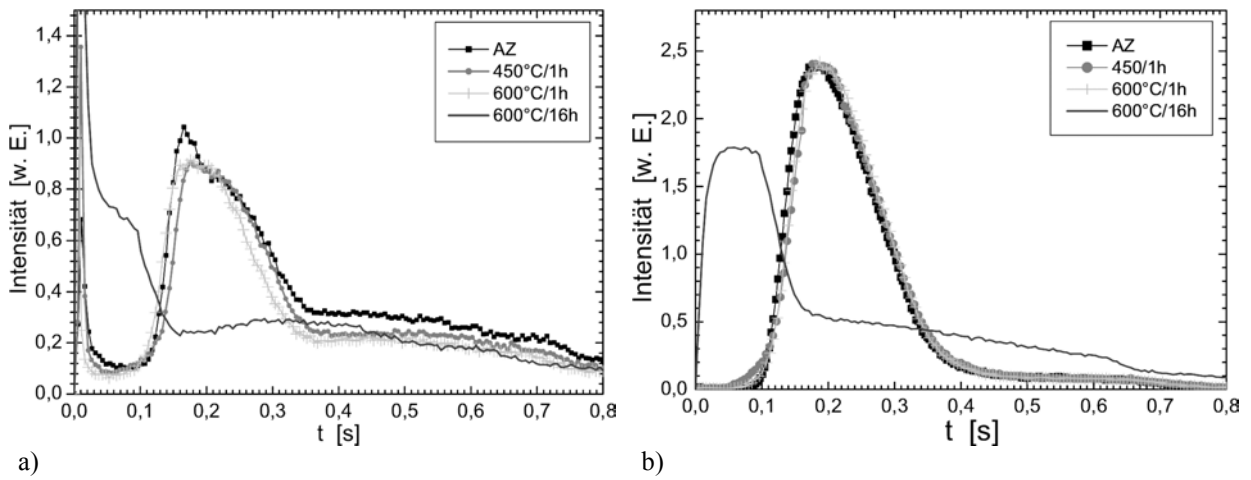 1,4
1,2
1,0
0,8
0,6
0,4
0,2
0,0
Intensität [w. E.]
AZ
450°C/1h
600°C/1h
600°C/16h
0,0 0,1 0,2 0,3 0,4 0,5 0,6 0,7 0,8
t [s]
a)
2,5
2,0
1,5
1,0
0,5
0,0
Intensität [w. E.]
AZ
450/1h
600°C/1h
600°C/16h
0,0 0,1 0,2 0,3 0,4 0,5 0,6 0,7 0,8
t [s]
b)